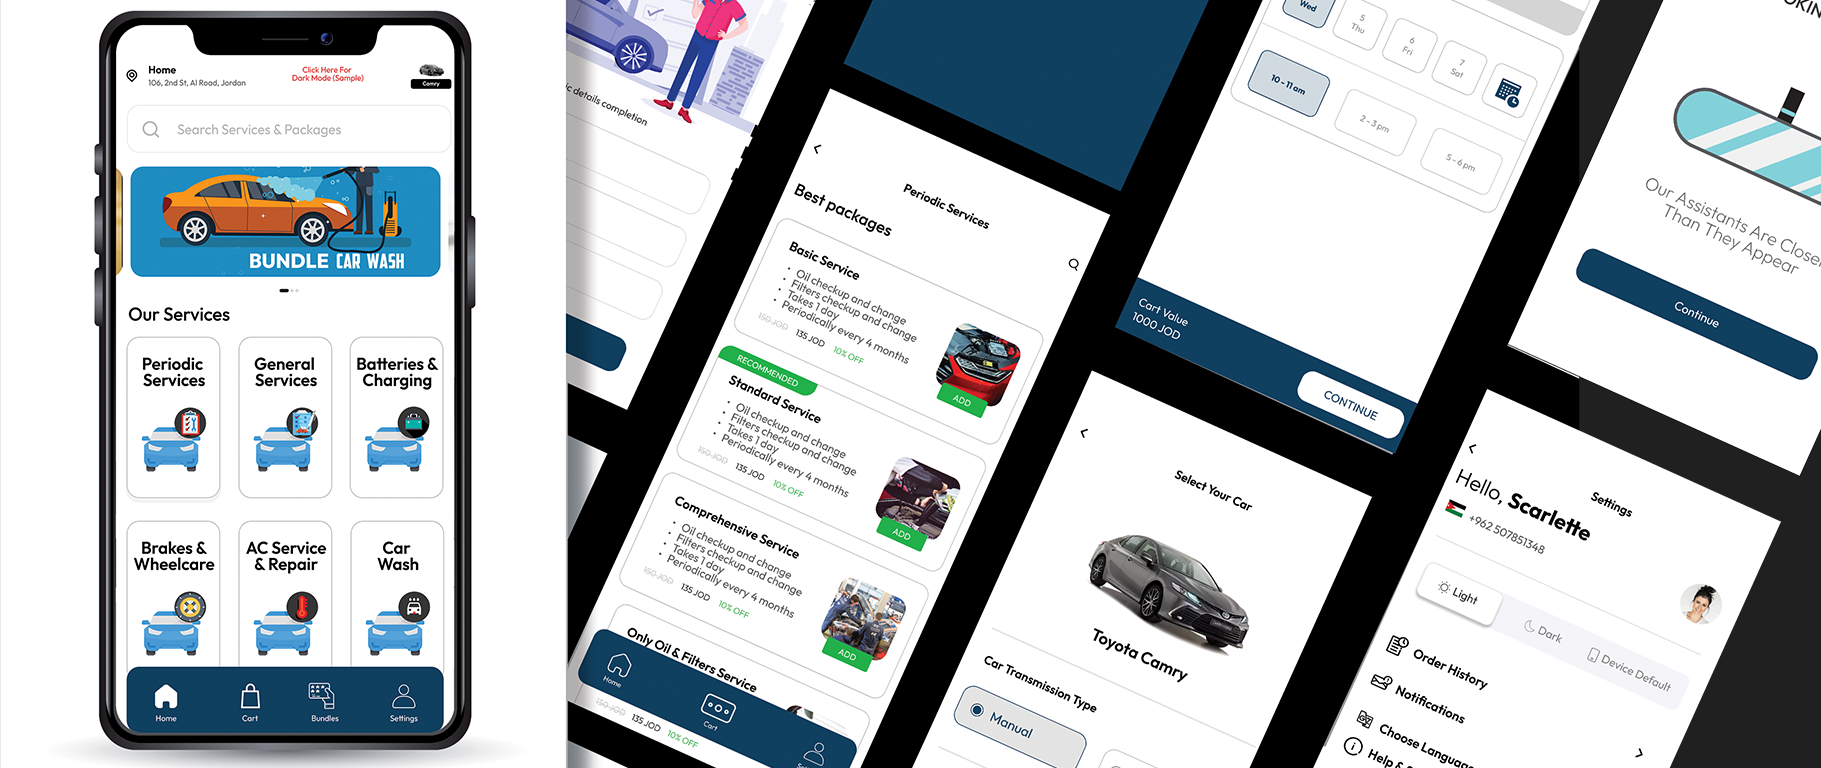 Home
106, 2nd St, Al Road, Jordan
Click Here For
Dark Mode (Sample)
Camry
Search Services & Packages
BUNDLE CAR WASH
Our Services
Periodic
Services
General
Services
Batteries &
Charging
Brakes &
Wheelcare
AC Service
& Repair
Car
Wash
Home
Cart
Bundles
Settings
details completion
Periodic Services
Best packages
Basic Service
• Oil checkup and change
• Filters checkup and change
• Takes 1 day
• Periodically every 4 months
150 JOD 135 JOD 10% OFF
ADD
RECOMMENDED
Standard Service
• Oil checkup and change
• Filters checkup and change
• Takes 1 day
• Periodically every 4 months
150 JOD 135 JOD 10% OFF
ADD
Comprehensive Service
• Oil checkup and change
• Filters checkup and change
• Takes 1 day
• Periodically every 4 months
150 JOD 135 JOD 10% OFF
ADD
Only Oil & Filters Service
150 JOD 135 JOD 10% OFF
Home
Cart
Wed
5
Thu
6
Fri
7
Sat
10 - 11 am
2 - 3 pm
5 - 6 pm
Cart Value
1000 JOD
CONTINUE
Select Your Car
Toyota Camry
Car Transmission Type
Manual
Our Assistants Are Closer
Than They Appear
Continue
Settings
Hello, Scarlette
+962 507851348
Light
Dark
Device Default
Order History
Notifications
Choose Language
Help &